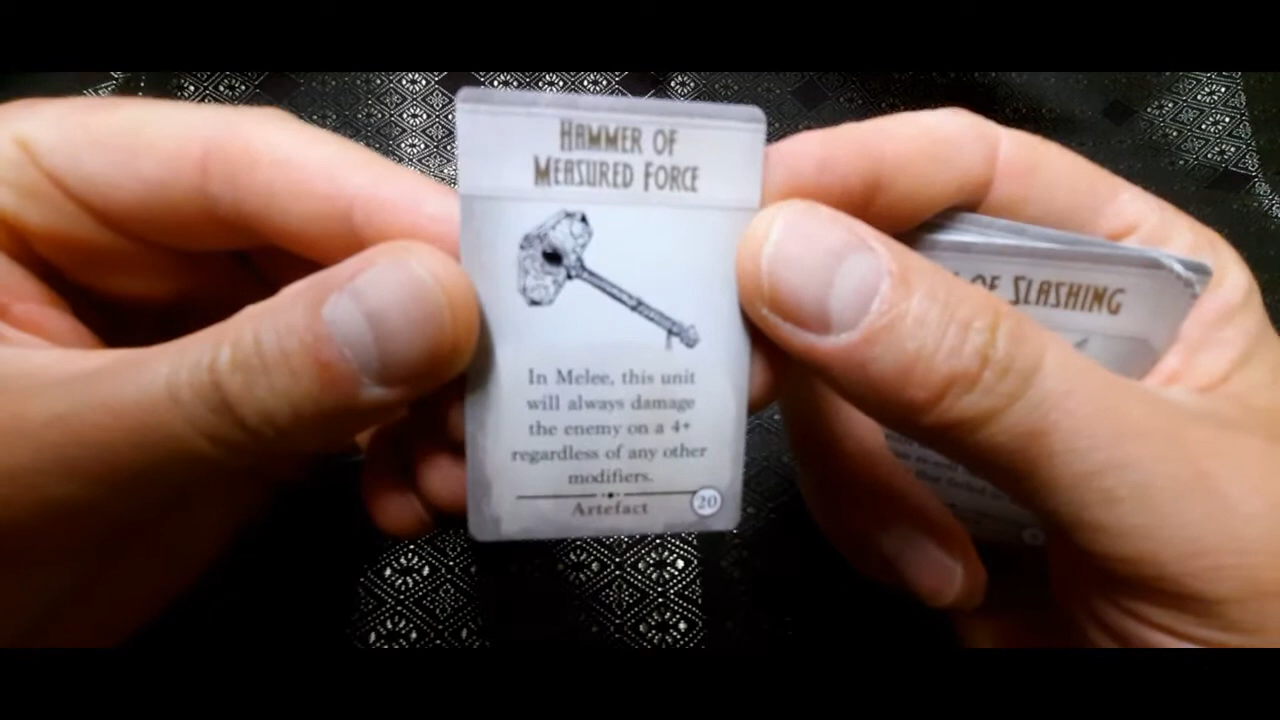 HAMMER OF
MEASURED FORCE
In Melee, this unit
will always damage
the enemy on a 4+
regardless of any other
modifiers.
Artefact
20
OF SLASHING